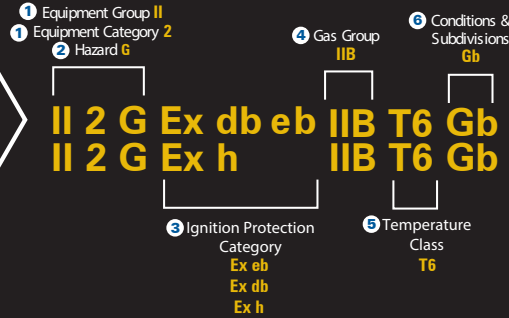 1 Equipment Group II
1 Equipment Category 2
2 Hazard G
4 Gas Group
IIB
6 Conditions &
Subdivisions
Gb
II 2 G Ex db eb IIB T6 Gb
II 2 G Ex h IIB T6 Gb
3 Ignition Protection
Category
Ex eb
Ex db
Ex h
5 Temperature
Class
T6